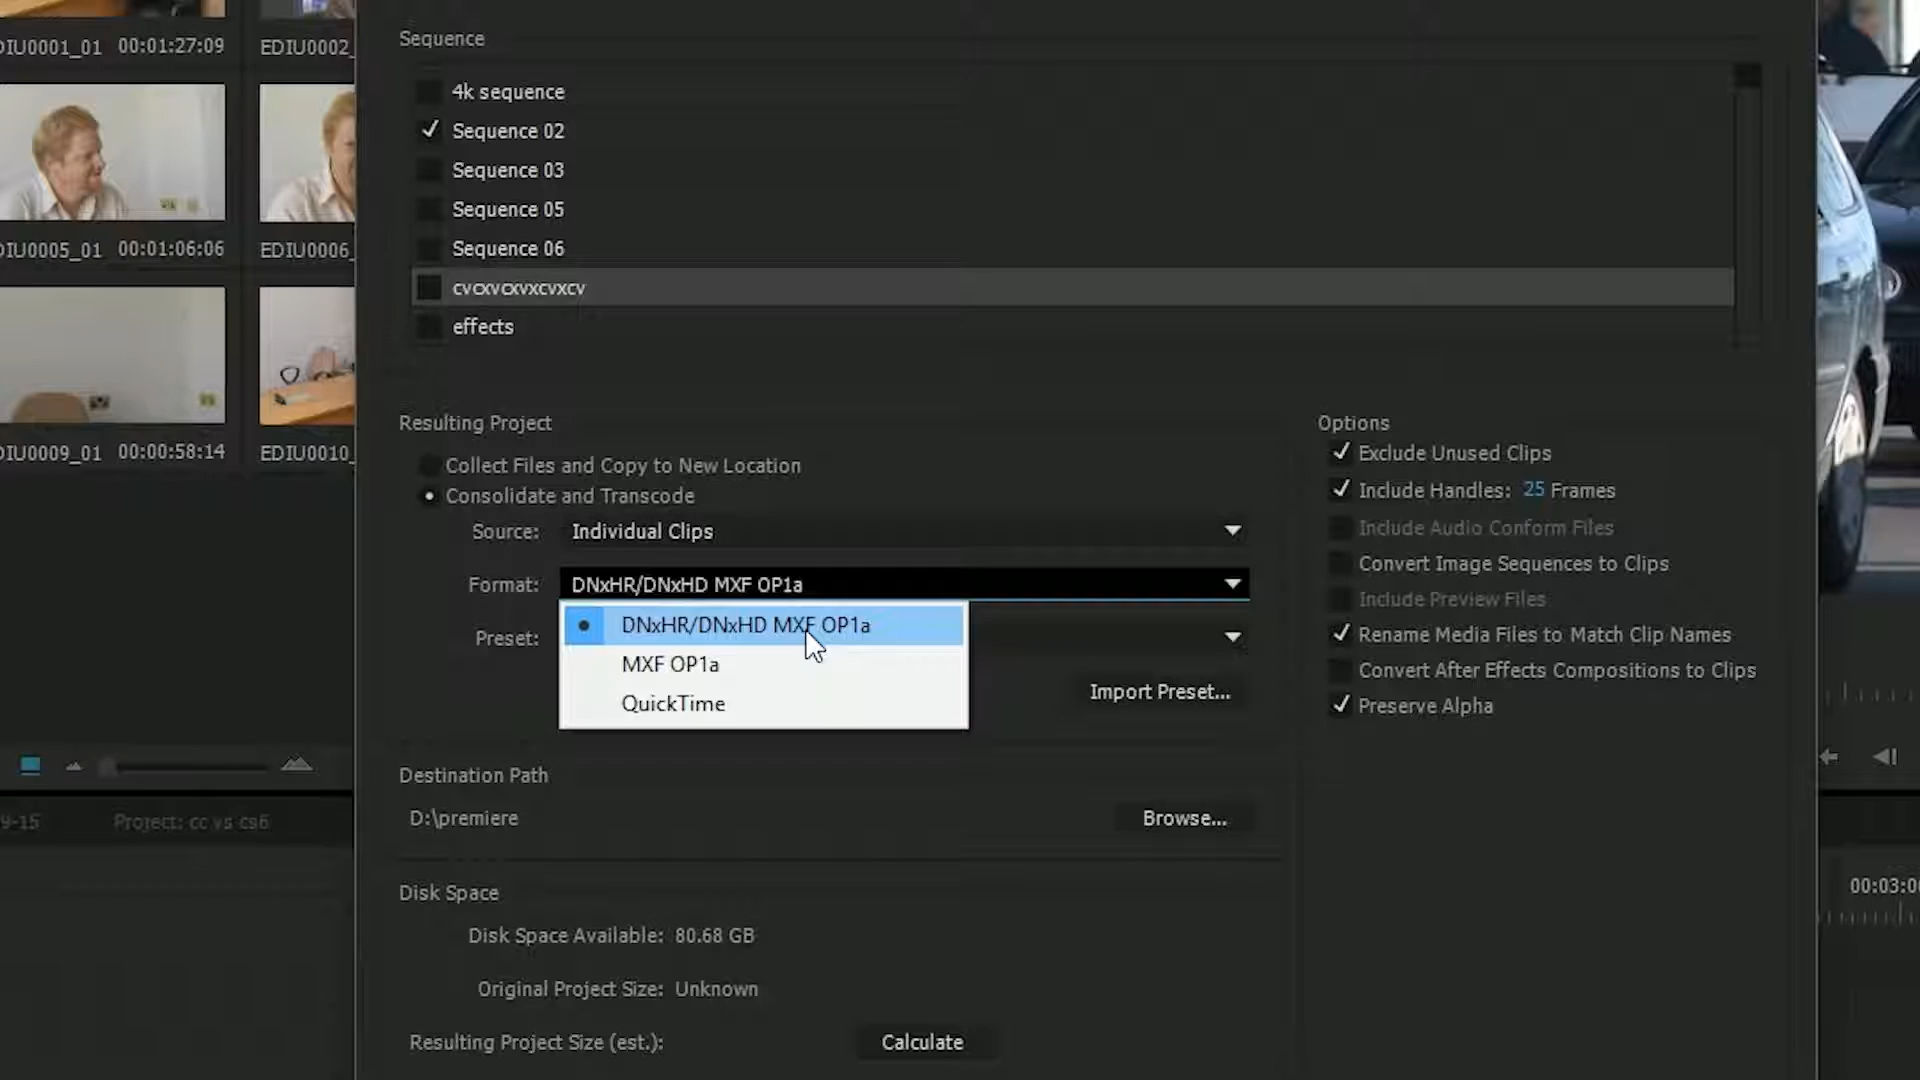 DIU0001_01 00:01:27:09
EDIU0002_
DIU0005_01 00:01:06:06
EDIU0006_
DIU0009_01 00:00:58:14
EDIU0010_
9-15
Project: cc vs cs6
Sequence
4k sequence
Sequence 02
Sequence 03
Sequence 05
Sequence 06
cvcxvcxvxcvxcv
effects
Resulting Project
Collect Files and Copy to New Location
Consolidate and Transcode
Source: Individual Clips
Format: DNxHR/DNxHD MXF OP1a
DNxHR/DNxHD MXF OP1a
MXF OP1a
QuickTime
Preset:
Import Preset...
Options
Exclude Unused Clips
Include Handles: 25 Frames
Include Audio Conform Files
Convert Image Sequences to Clips
Include Preview Files
Rename Media Files to Match Clip Names
Convert After Effects Compositions to Clips
Preserve Alpha
Destination Path
D:\premiere
Browse...
Disk Space
Disk Space Available: 80.68 GB
Original Project Size: Unknown
Resulting Project Size (est.):
Calculate
00:03:0